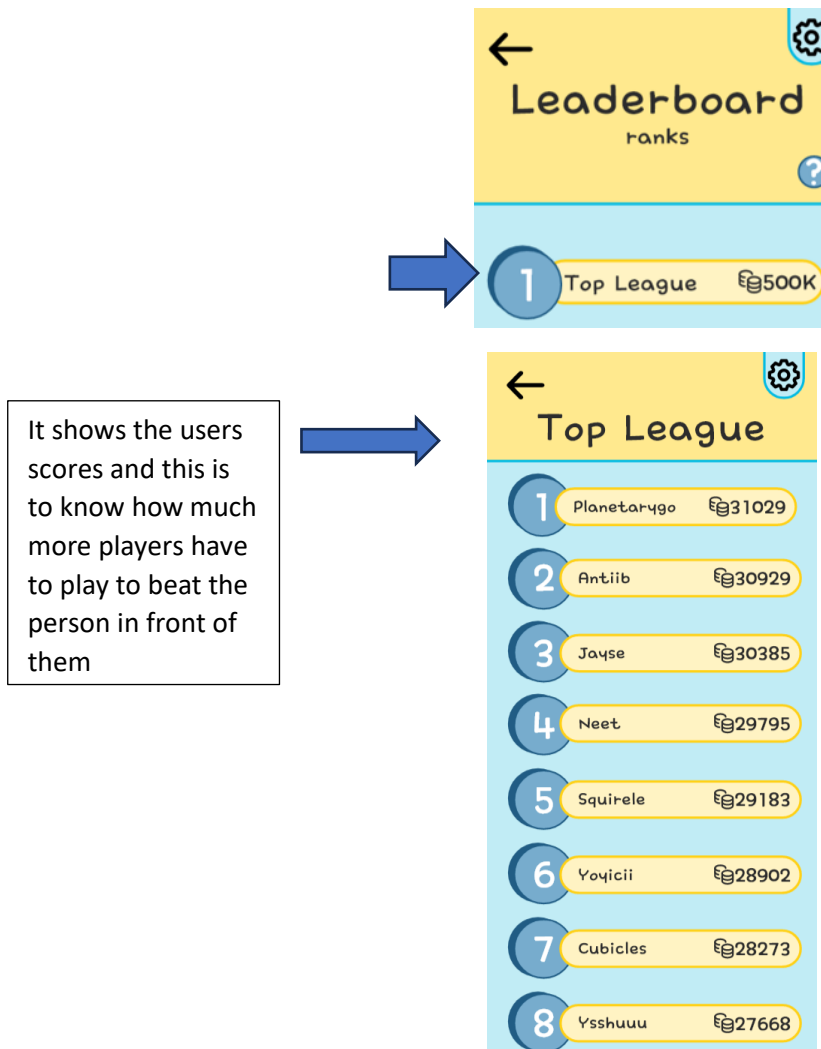 Leaderboard
ranks
?
1 Top League 500K
It shows the users
scores and this is
to know how much
more players have
to play to beat the
person in front of
them
Top League
1 Planetarygo 31029
2 Antiib 30929
3 Jayse 30385
4 Neet 29795
5 Squirele 29183
6 Yoyicii 28902
7 Cubicles 28273
8 Ysshuuu 27668